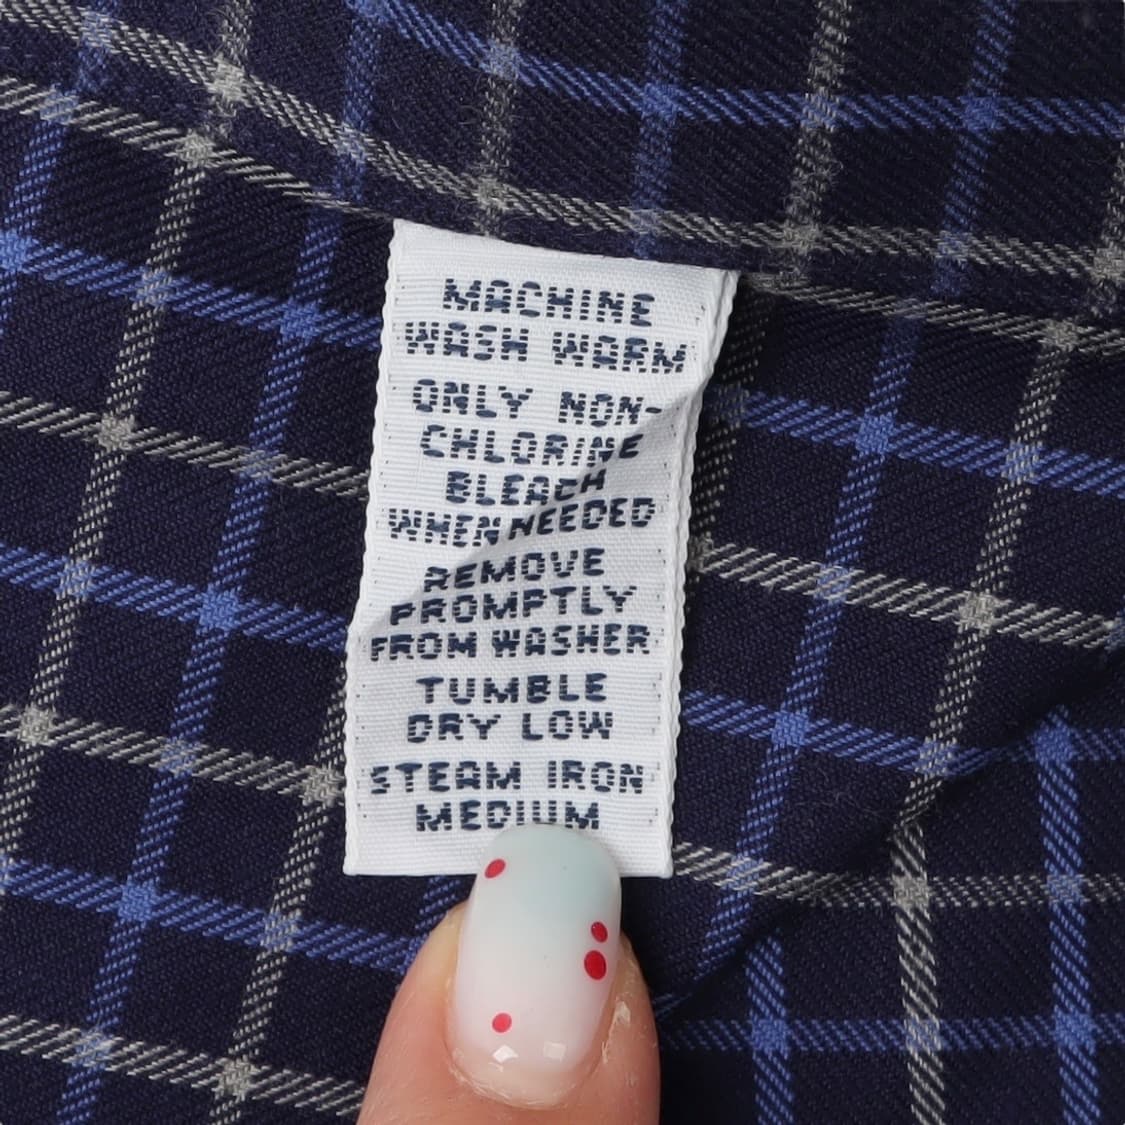 MACHINE
WASH WARM
ONLY NON-
CHLORINE
BLEACH
WHEN NEEDED
REMOVE
PROMPTLY
FROM WASHER
TUMBLE
DRY LOW
STEAM IRON
MEDIUM